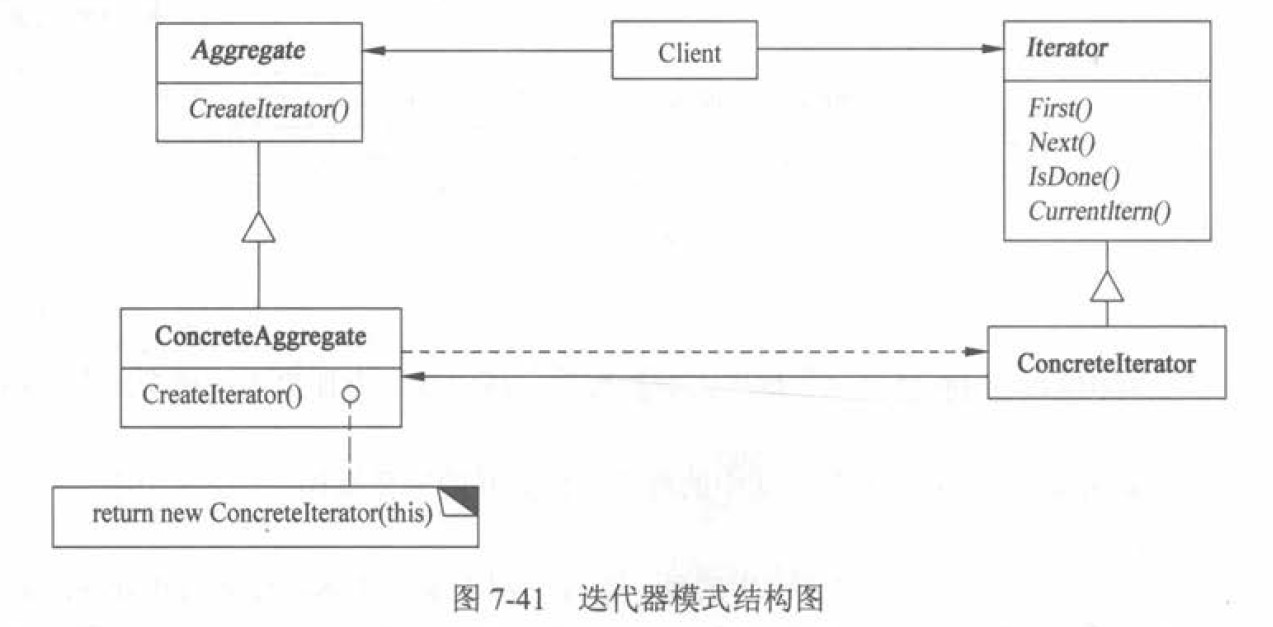 Aggregate
CreateIterator()
Client
Iterator
First()
Next()
IsDone()
CurrentItern()
ConcreteAggregate
CreateIterator()
ConcreteIterator
return new ConcreteIterator(this)
图 7-41 迭代器模式结构图